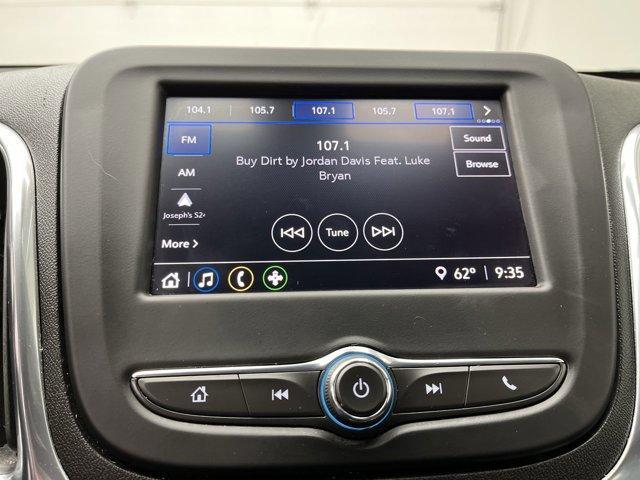 104.1 105.7 107.1 105.7 107.1
FM
107.1
Sound
Buy Dirt by Jordan Davis Feat. Luke
Bryan
Browse
AM
Joseph's S2
Tune
More
62° 9:35